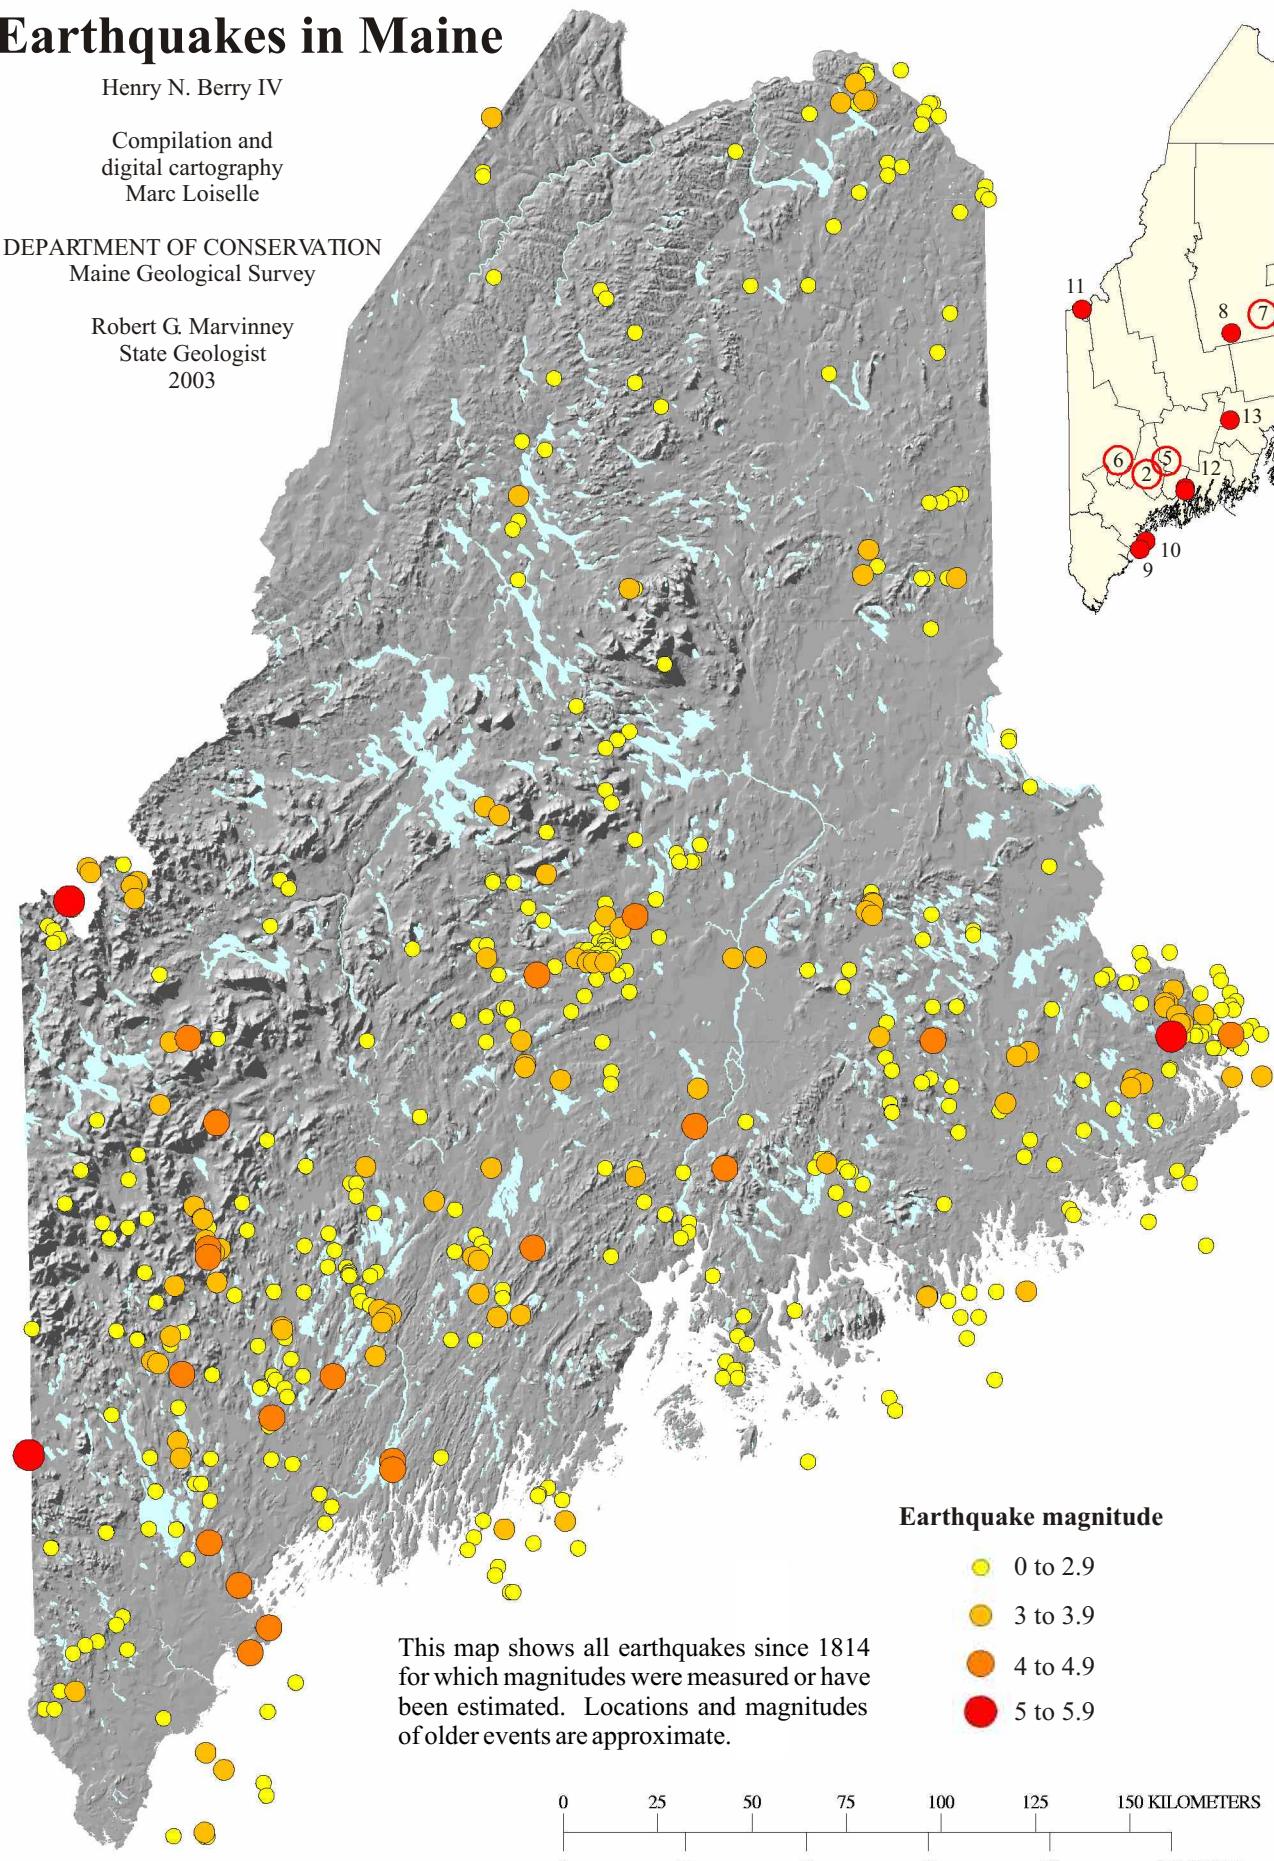 Earthquakes in Maine
Henry N. Berry IV
Compilation and
digital cartography
Marc Loiselle
DEPARTMENT OF CONSERVATION
Maine Geological Survey
Robert G. Marvinney
State Geologist
2003
11
8
7
13
6
5
2
12
10
9
Earthquake magnitude
0 to 2.9
3 to 3.9
4 to 4.9
5 to 5.9
This map shows all earthquakes since 1814
for which magnitudes were measured or have
been estimated. Locations and magnitudes
of older events are approximate.
0 25 50 75 100 125 150 KILOMETERS